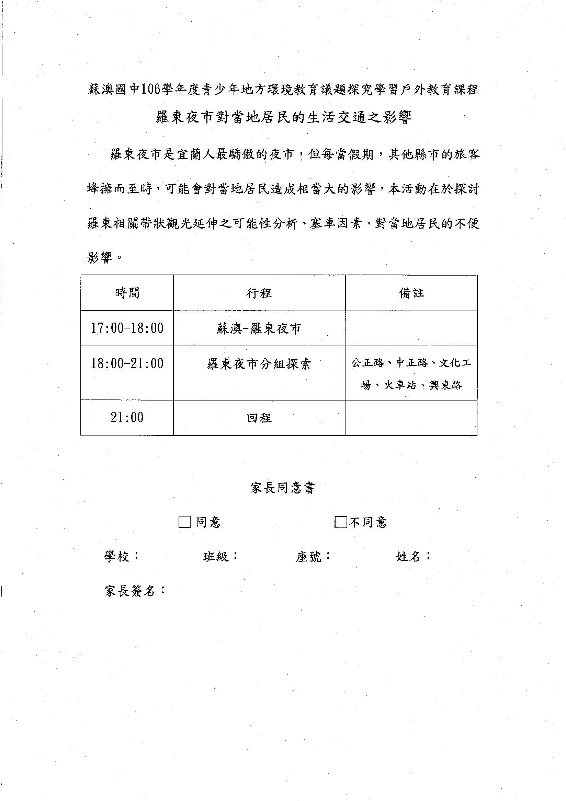 蘇澳國中106學年度青少年地方環境教育議題探究學習戶外教育課程
羅東夜市對當地居民的生活交通之影響
羅東夜市是宜蘭人最驕傲的夜市，但每當假期，其他縣市的旅客
蜂擁而至時，可能會對當地居民造成相當大的影響，本活動在於探討
羅東相關帶狀觀光延伸之可能性分析、塞車因素、對當地居民的不便
影響。
時間 行程 備註
17:00-18:00 蘇澳-羅東夜市
18:00-21:00 羅東夜市分組探索 公正路、中正路、文化工
場、火車站、興東路
21:00 回程
家長同意書
□ 同意 □不同意
學校： 班級： 座號： 姓名：
家長簽名：